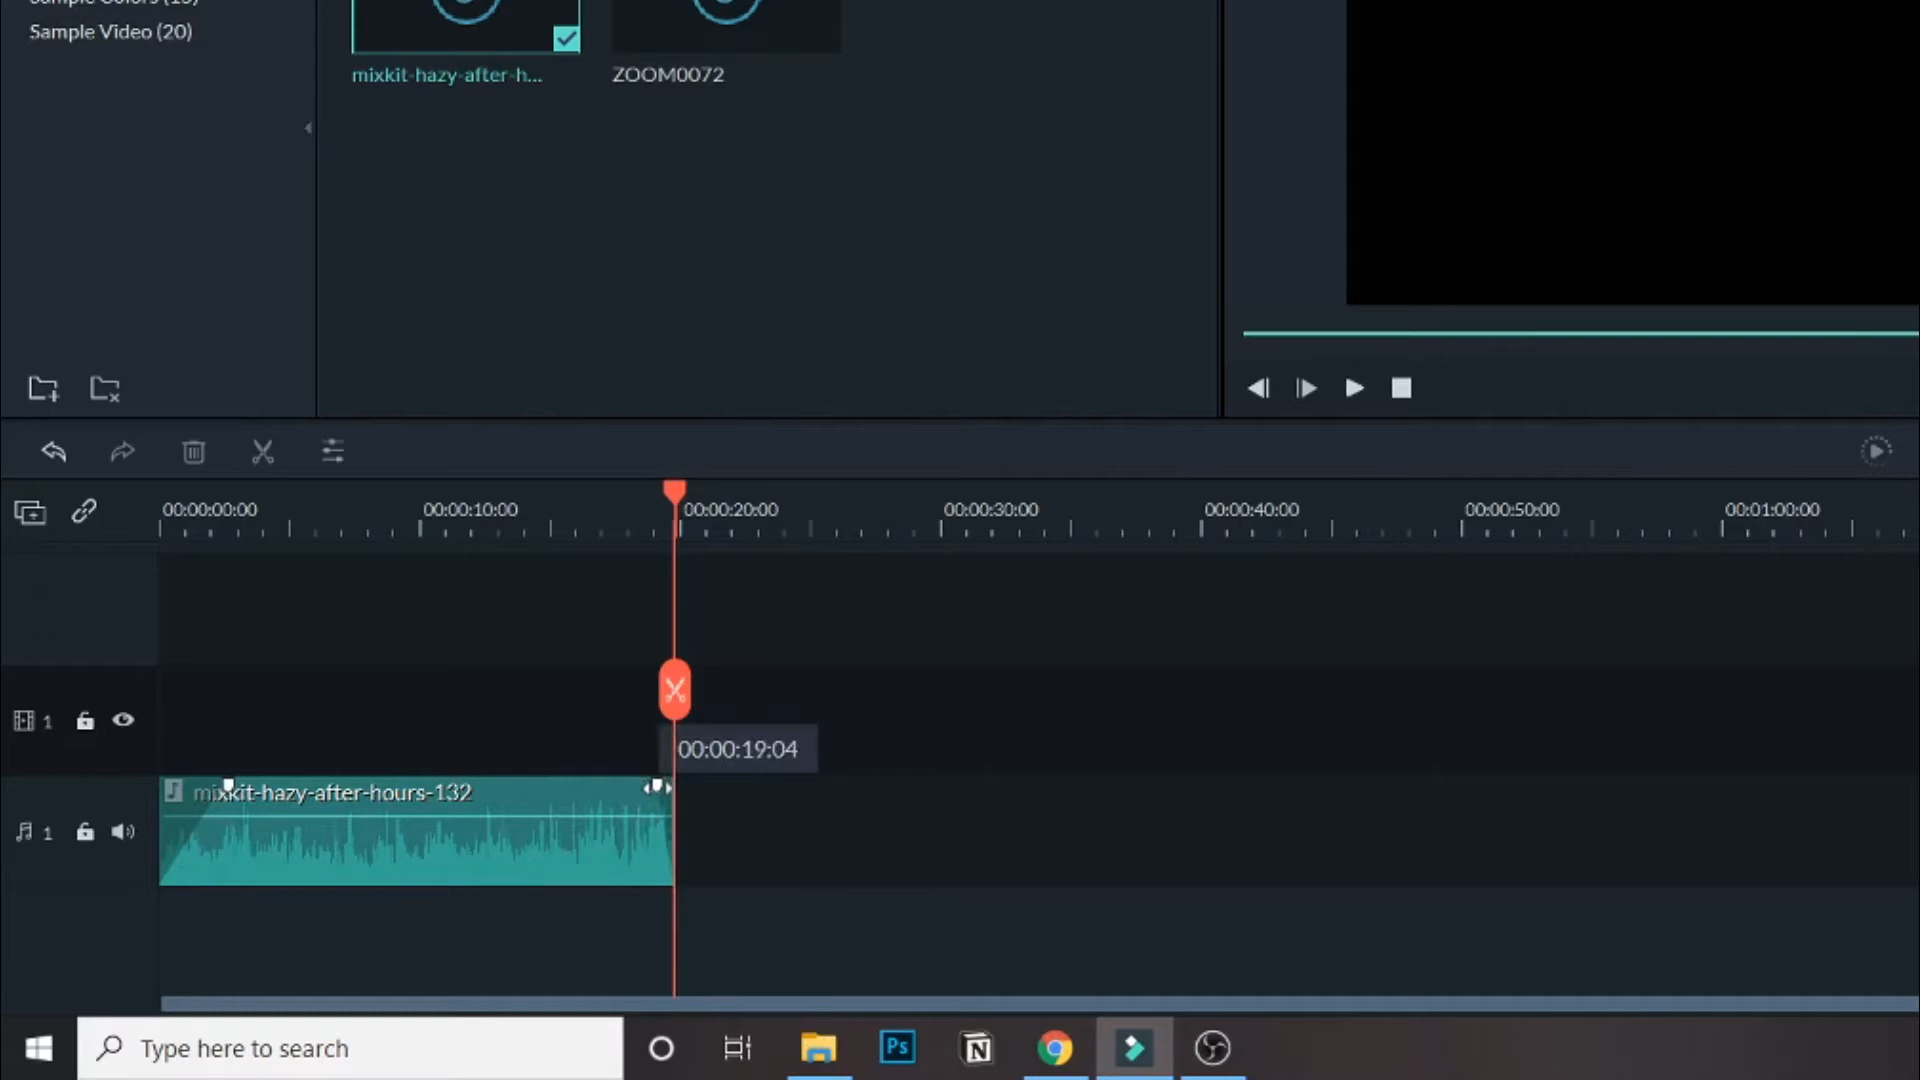 Sample Colors (15)
Sample Video (20)
mixkit-hazy-after-h...
ZOOM0072
00:00:00:00
00:00:10:00
00:00:20:00
00:00:30:00
00:00:40:00
00:00:50:00
00:01:00:00
1
00:00:19:04
mixkit-hazy-after-hours-132
1
Type here to search
Ps
N